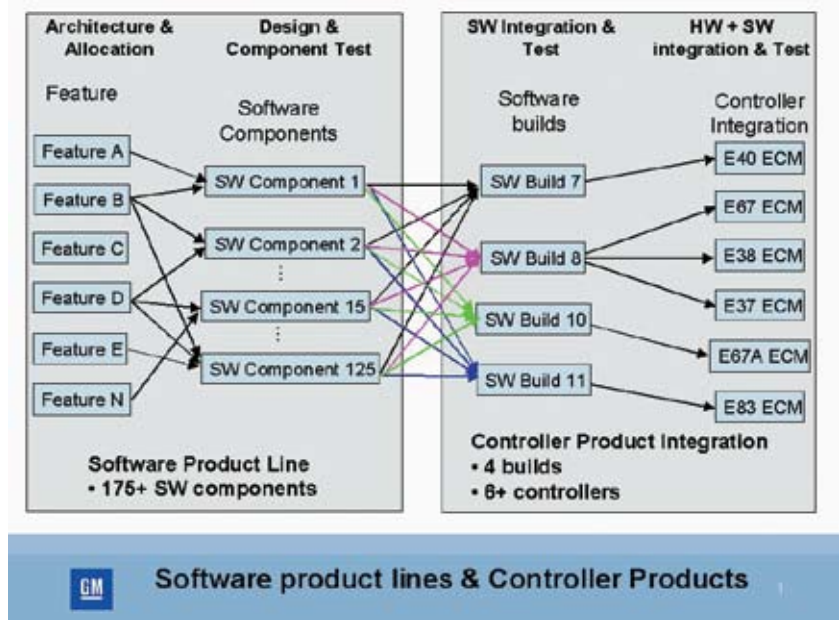 Architecture &
Allocation
Design &
Component Test
Feature
Software
Components
Feature A
Feature B
Feature C
Feature D
Feature E
Feature N
SW Component 1
SW Component 2
SW Component 15
SW Component 125
Software Product Line
• 175+ SW components
SW Integration &
Test
HW + SW
integration & Test
Software
builds
Controller
Integration
SW Build 7
SW Build 8
SW Build 10
SW Build 11
E40 ECM
E67 ECM
E38 ECM
E37 ECM
E67A ECM
E83 ECM
Controller Product Integration
• 4 builds
• 6+ controllers
GM
Software product lines & Controller Products
1